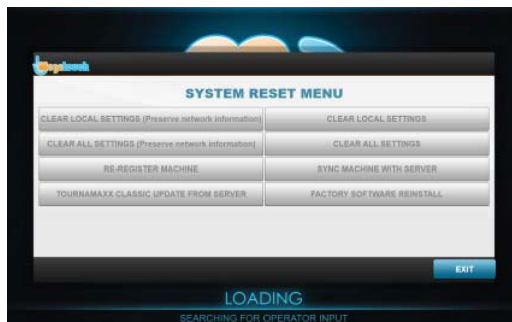 Megatouch
SYSTEM RESET MENU
CLEAR LOCAL SETTINGS (Preserve network information)
CLEAR LOCAL SETTINGS
CLEAR ALL SETTINGS (Preserve network information)
CLEAR ALL SETTINGS
RE-REGISTER MACHINE
SYNC MACHINE WITH SERVER
TOURNAMAXX CLASSIC UPDATE FROM SERVER
FACTORY SOFTWARE REINSTALL
EXIT
LOADING
SEARCHING FOR OPERATOR INPUT